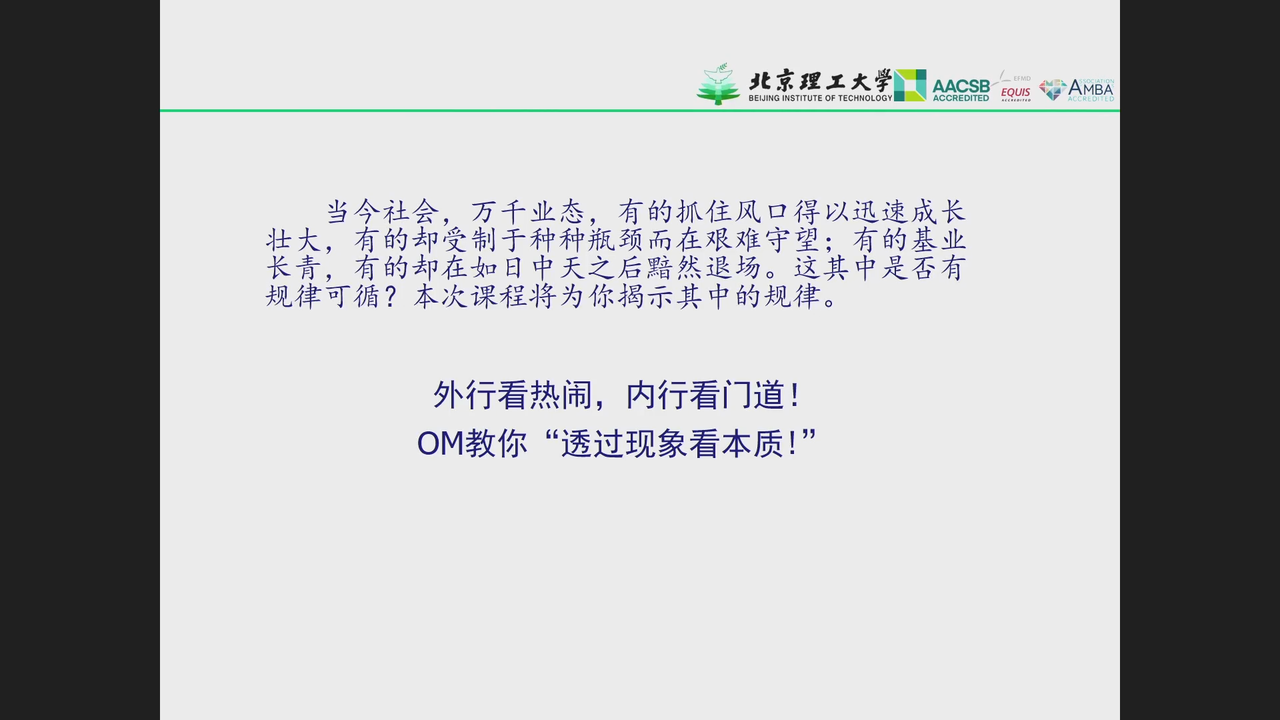 北京理工大學
BEIJING INSTITUTE OF TECHNOLOGY
AACSB
ACCREDITED
EFMD
EQUIS
ACCREDITED
ASSOCIATION
AMBA
ACCREDITED
当今社会，万千业态，有的抓住风口得以迅速成长
壮大，有的却受制于种种瓶颈而在艰难守望；有的基业
长青，有的却在如日中天之后黯然退场。这其中是否有
规律可循？本次课程将为你揭示其中的规律。
外行看热闹，内行看门道！
OM教你“透过现象看本质！”